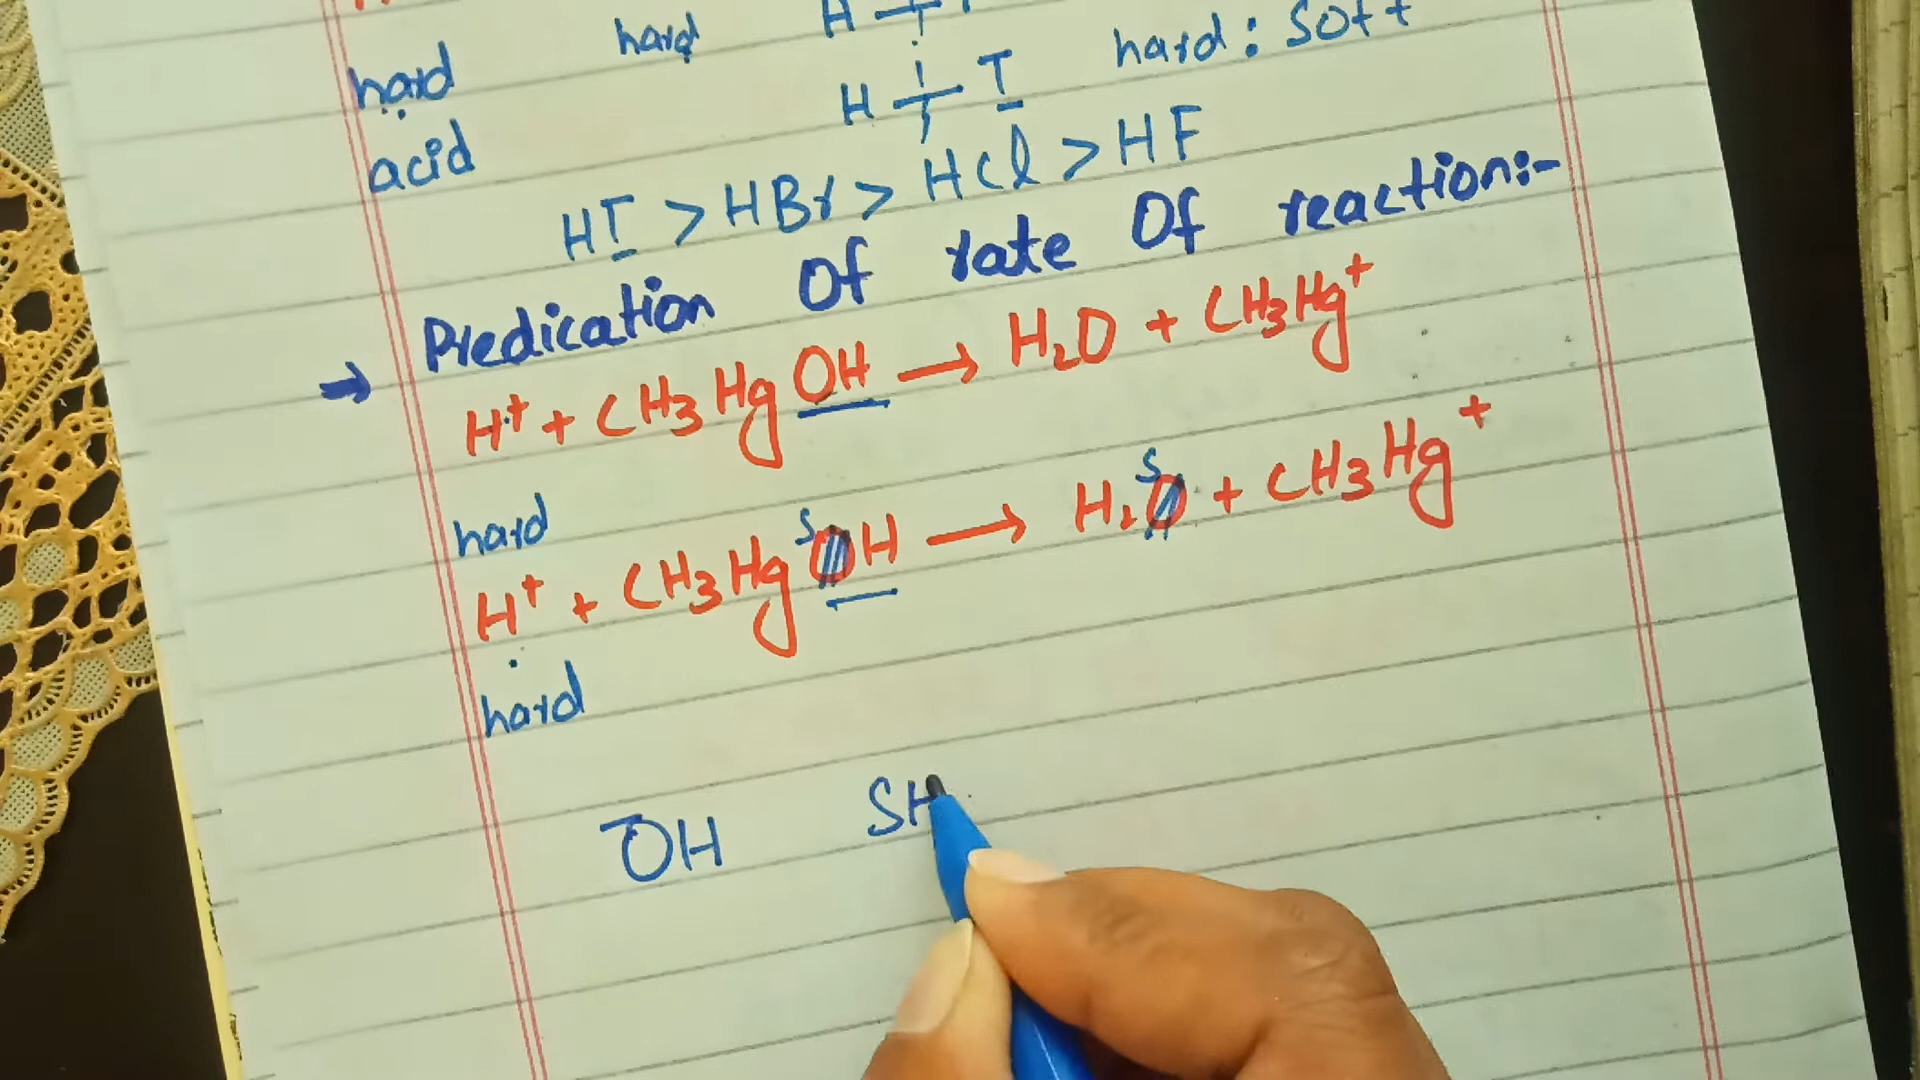 hard hard H I
acid H I hard : Soft
HI > HBr > HCl > HF
→ Predication Of rate Of reaction:-
H⁺ + CH3HgOH → H₂O + CH3Hg⁺
hard
H⁺ + CH3HgSH → H₂S + CH3Hg⁺
hard
ŌH SH